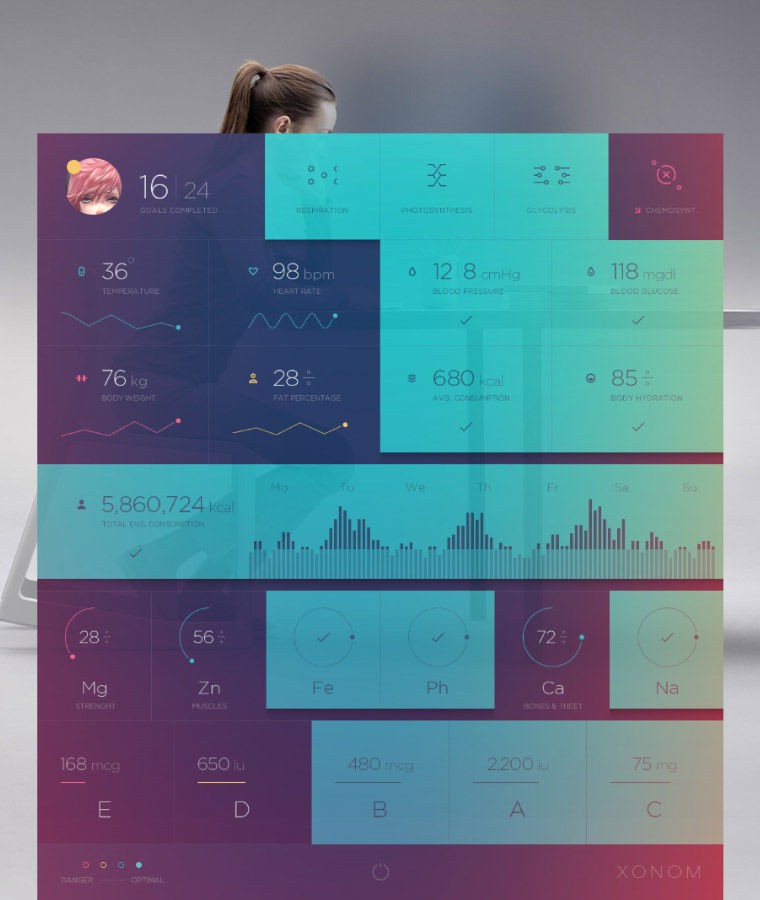 16 | 24
GOALS COMPLETED
RESPIRATION
PHOTOSYNTHESIS
GLYCOLYSIS
CHEMOSYNT.
36°
TEMPERATURE
98 bpm
HEART RATE
12 | 8 cmHg
BLOOD PRESSURE
118 mgdl
BLOOD GLUCOSE
76 kg
BODY WEIGHT
28 ÷
FAT PERCENTAGE
680 kcal
AVG. CONSUMPTION
85 ÷
BODY HYDRATION
5,860,724 kcal
TOTAL ENG. CONSUMPTION
Mo Tu We Th Fr Sa Su
28 ÷
Mg
STRENGHT
56 ÷
Zn
MUSCLES
Fe
Ph
72 ÷
Ca
BONES & THEET
Na
168 mcg
E
650 iu
D
480 mcg
B
2,200 iu
A
75 mg
C
DANGER OPTIMAL
XONOM